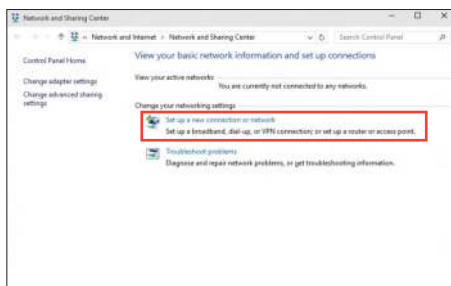 Network and Sharing Center
« Network and Internet › Network and Sharing Center
Search Control Panel
Control Panel Home
Change adapter settings
Change advanced sharing
settings
View your basic network information and set up connections
View your active networks
You are currently not connected to any networks.
Change your networking settings
Set up a new connection or network
Set up a broadband, dial-up, or VPN connection; or set up a router or access point.
Troubleshoot problems
Diagnose and repair network problems, or get troubleshooting information.